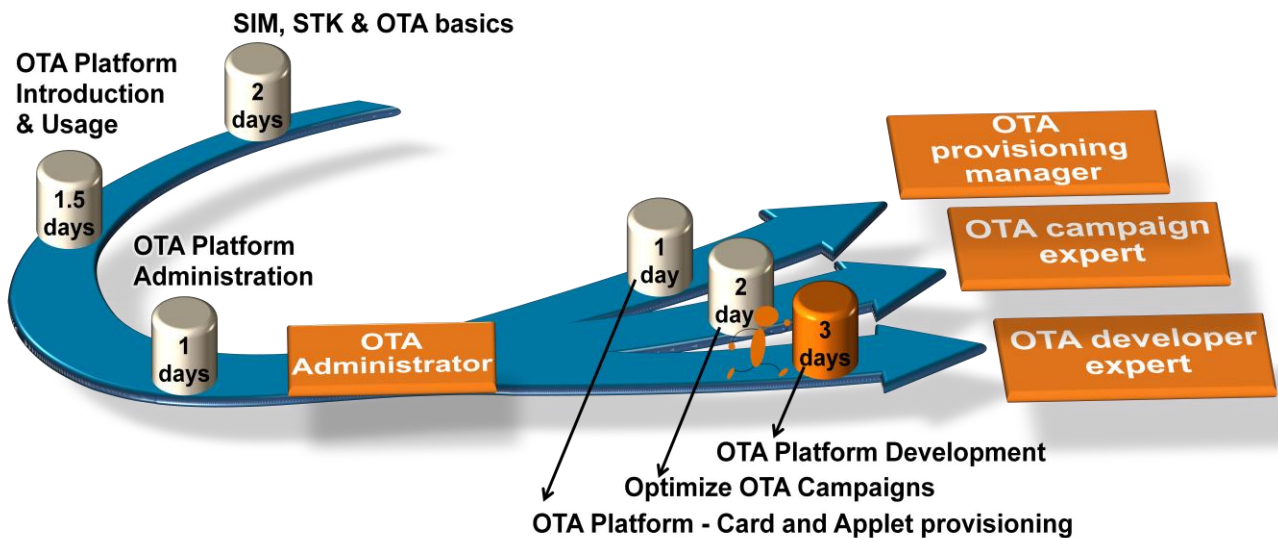 SIM, STK & OTA basics
2
days
OTA Platform
Introduction
& Usage
1.5
days
OTA Platform
Administration
1
days
OTA
Administrator
1
day
2
day
3
days
OTA
provisioning
manager
OTA campaign
expert
OTA developer
expert
OTA Platform Development
Optimize OTA Campaigns
OTA Platform - Card and Applet provisioning